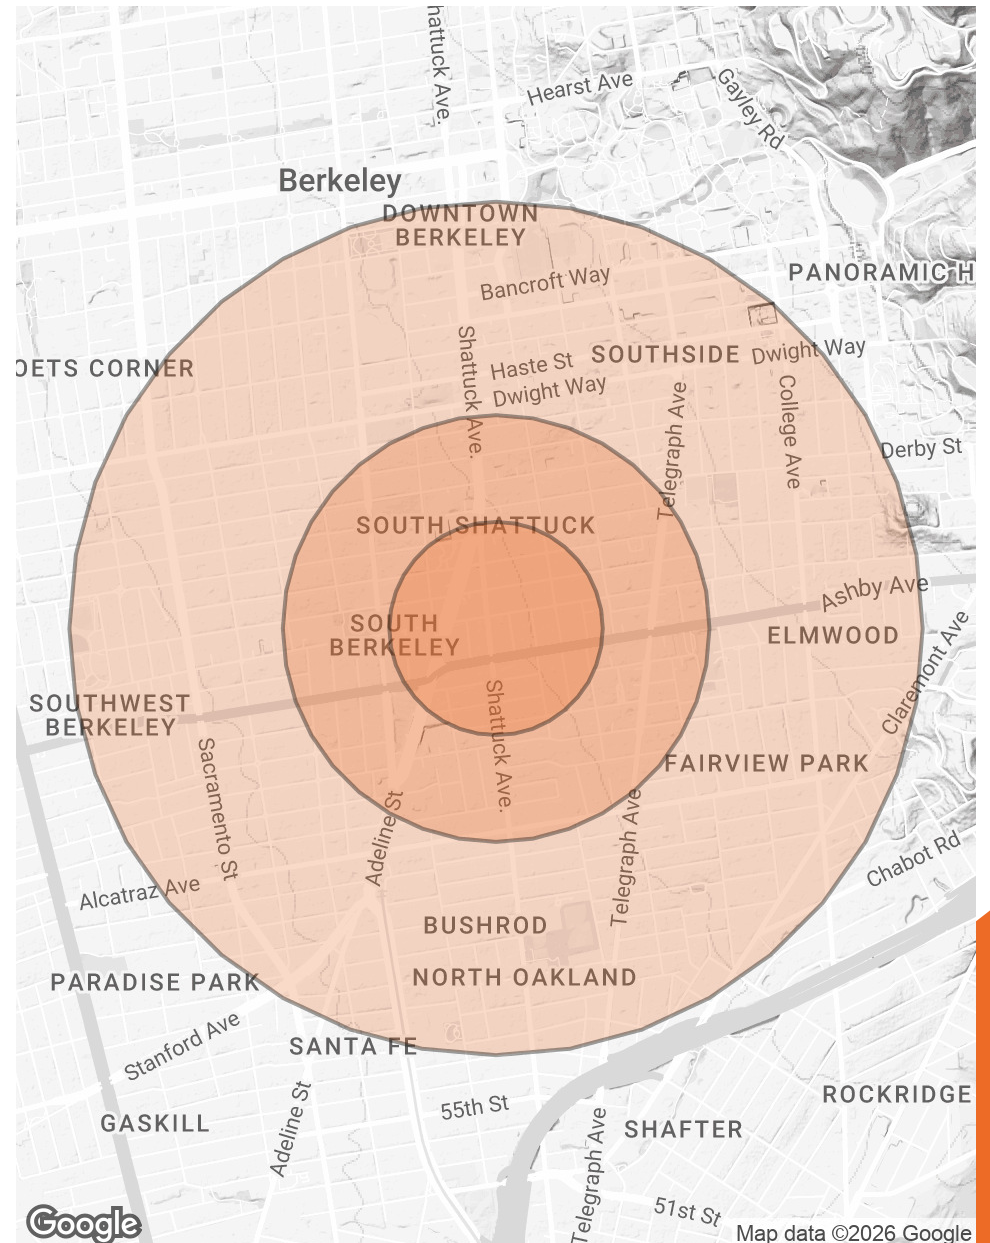 hattuck Ave.
Hearst Ave
Gayley Rd
Berkeley
DOWNTOWN
BERKELEY
PANORAMIC H
Bancroft Way
Shattuck Ave.
SOUTHSIDE
Dwight Way
Haste St
Dwight Way
OETS CORNER
Telegraph Ave
College Ave
Derby St
SOUTH SHATTUCK
Ashby Ave
SOUTH
BERKELEY
ELMWOOD
Claremont Ave
SOUTHWEST
BERKELEY
Shattuck Ave.
Sacramento St
FAIRVIEW PARK
Adeline St
Telegraph Ave
Chabot Rd
Alcatraz Ave
BUSHROD
PARADISE PARK
NORTH OAKLAND
Stanford Ave
SANTA FE
ROCKRIDGE
55th St
GASKILL
Adeline St
SHAFTER
Telegraph Ave
51st St
Google
Map data ©2026 Google